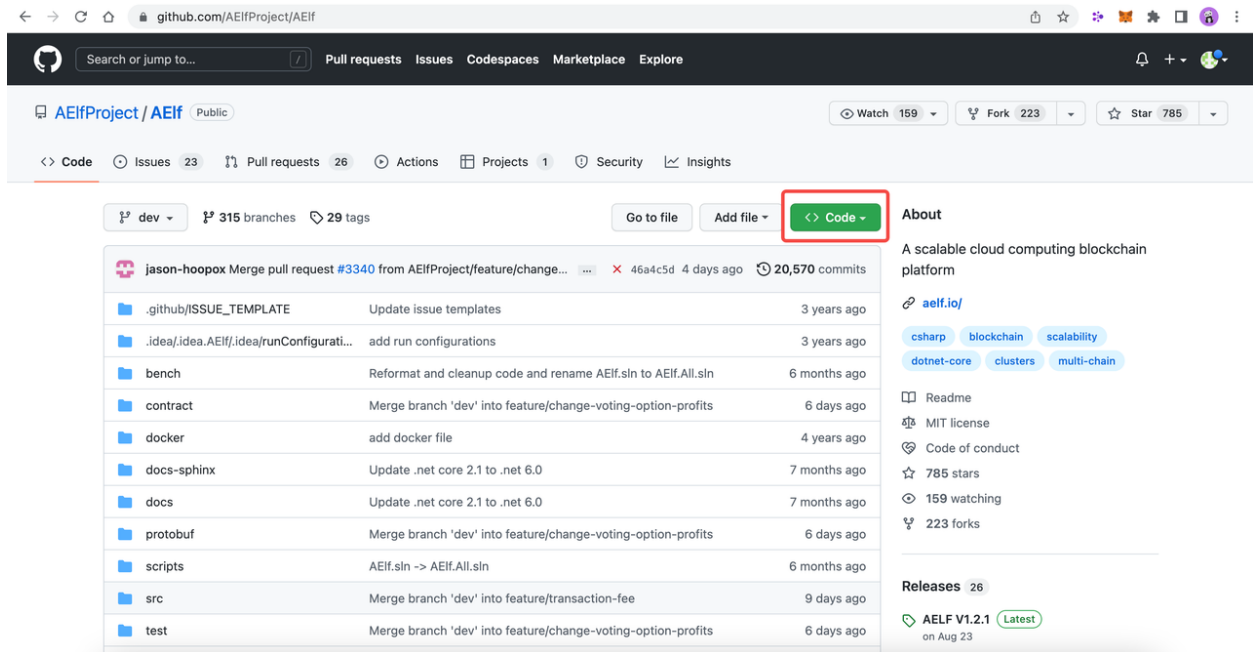 github.com/AElfProject/AElf
Search or jump to... / Pull requests Issues Codespaces Marketplace Explore
AElfProject / AElf Public Watch 159 Fork 223 Star 785
<> Code Issues 23 Pull requests 26 Actions Projects 1 Security Insights
dev 315 branches 29 tags Go to file Add file <> Code
jason-hoopox Merge pull request #3340 from AElfProject/feature/change... ... 46a4c5d 4 days ago 20,570 commits
.github/ISSUE_TEMPLATE Update issue templates 3 years ago
.idea/.idea.AElf/.idea/runConfigurati... add run configurations 3 years ago
bench Reformat and cleanup code and rename AElf.sln to AElf.All.sln 6 months ago
contract Merge branch 'dev' into feature/change-voting-option-profits 6 days ago
docker add docker file 4 years ago
docs-sphinx Update .net core 2.1 to .net 6.0 7 months ago
docs Update .net core 2.1 to .net 6.0 7 months ago
protobuf Merge branch 'dev' into feature/change-voting-option-profits 6 days ago
scripts AElf.sln -> AElf.All.sln 6 months ago
src Merge branch 'dev' into feature/transaction-fee 9 days ago
test Merge branch 'dev' into feature/change-voting-option-profits 6 days ago
About
A scalable cloud computing blockchain
platform
aelf.io/
csharp blockchain scalability
dotnet-core clusters multi-chain
Readme
MIT license
Code of conduct
785 stars
159 watching
223 forks
Releases 26
AELF V1.2.1 Latest
on Aug 23